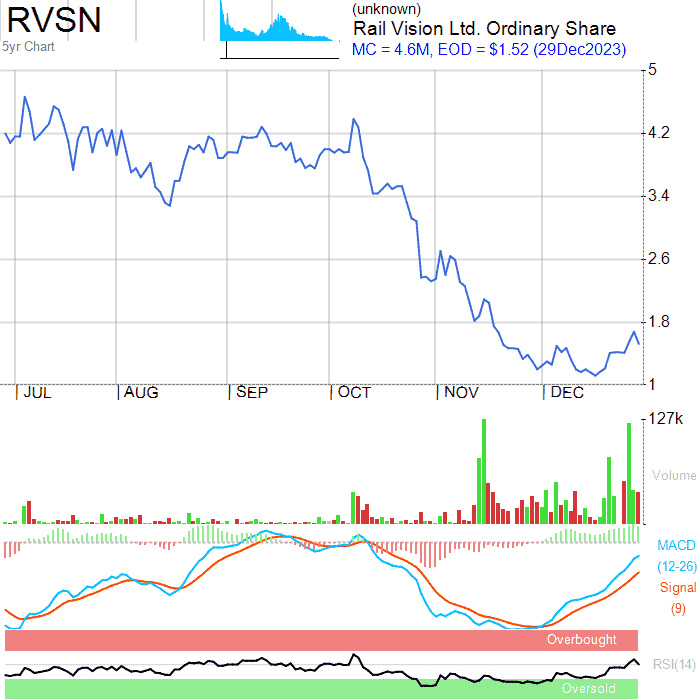 RVSN
5yr Chart
(unknown)
Rail Vision Ltd. Ordinary Share
MC = 4.6M, EOD = $1.52 (29Dec2023)
5
4.2
3.4
2.6
1.8
1
JUL AUG SEP OCT NOV DEC
127k
Volume
MACD
(12-26)
Signal
(9)
Overbought
RSI(14)
Oversold